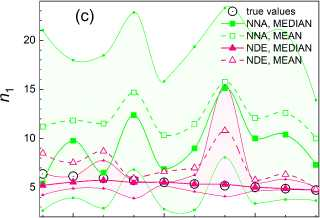 (c)
true values
NNA, MEDIAN
NNA, MEAN
NDE, MEDIAN
NDE, MEAN
20
15
10
5
n₁